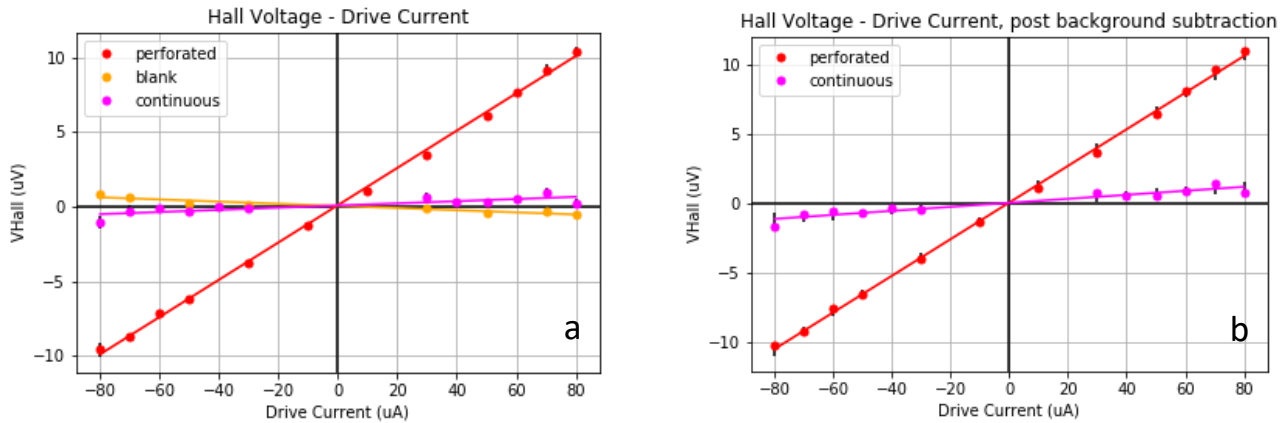 Hall Voltage - Drive Current
perforated
blank
continuous
10
5
0
−5
−10
VHall (uV)
a
−80 −60 −40 −20 0 20 40 60 80
Drive Current (uA)
Hall Voltage - Drive Current, post background subtraction
perforated
continuous
10
5
0
−5
−10
VHall (uV)
b
−80 −60 −40 −20 0 20 40 60 80
Drive Current (uA)